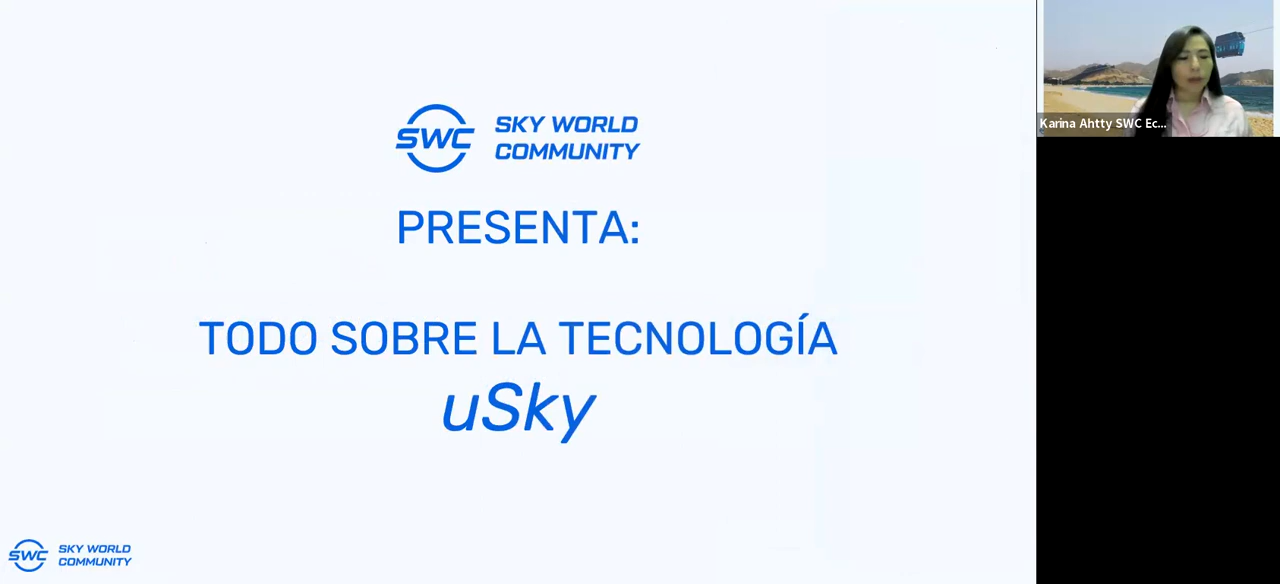 SWC SKY WORLD
COMMUNITY
PRESENTA:
TODO SOBRE LA TECNOLOGÍA
uSky
SWC SKY WORLD
COMMUNITY
Karina Ahtty SWC Ec...